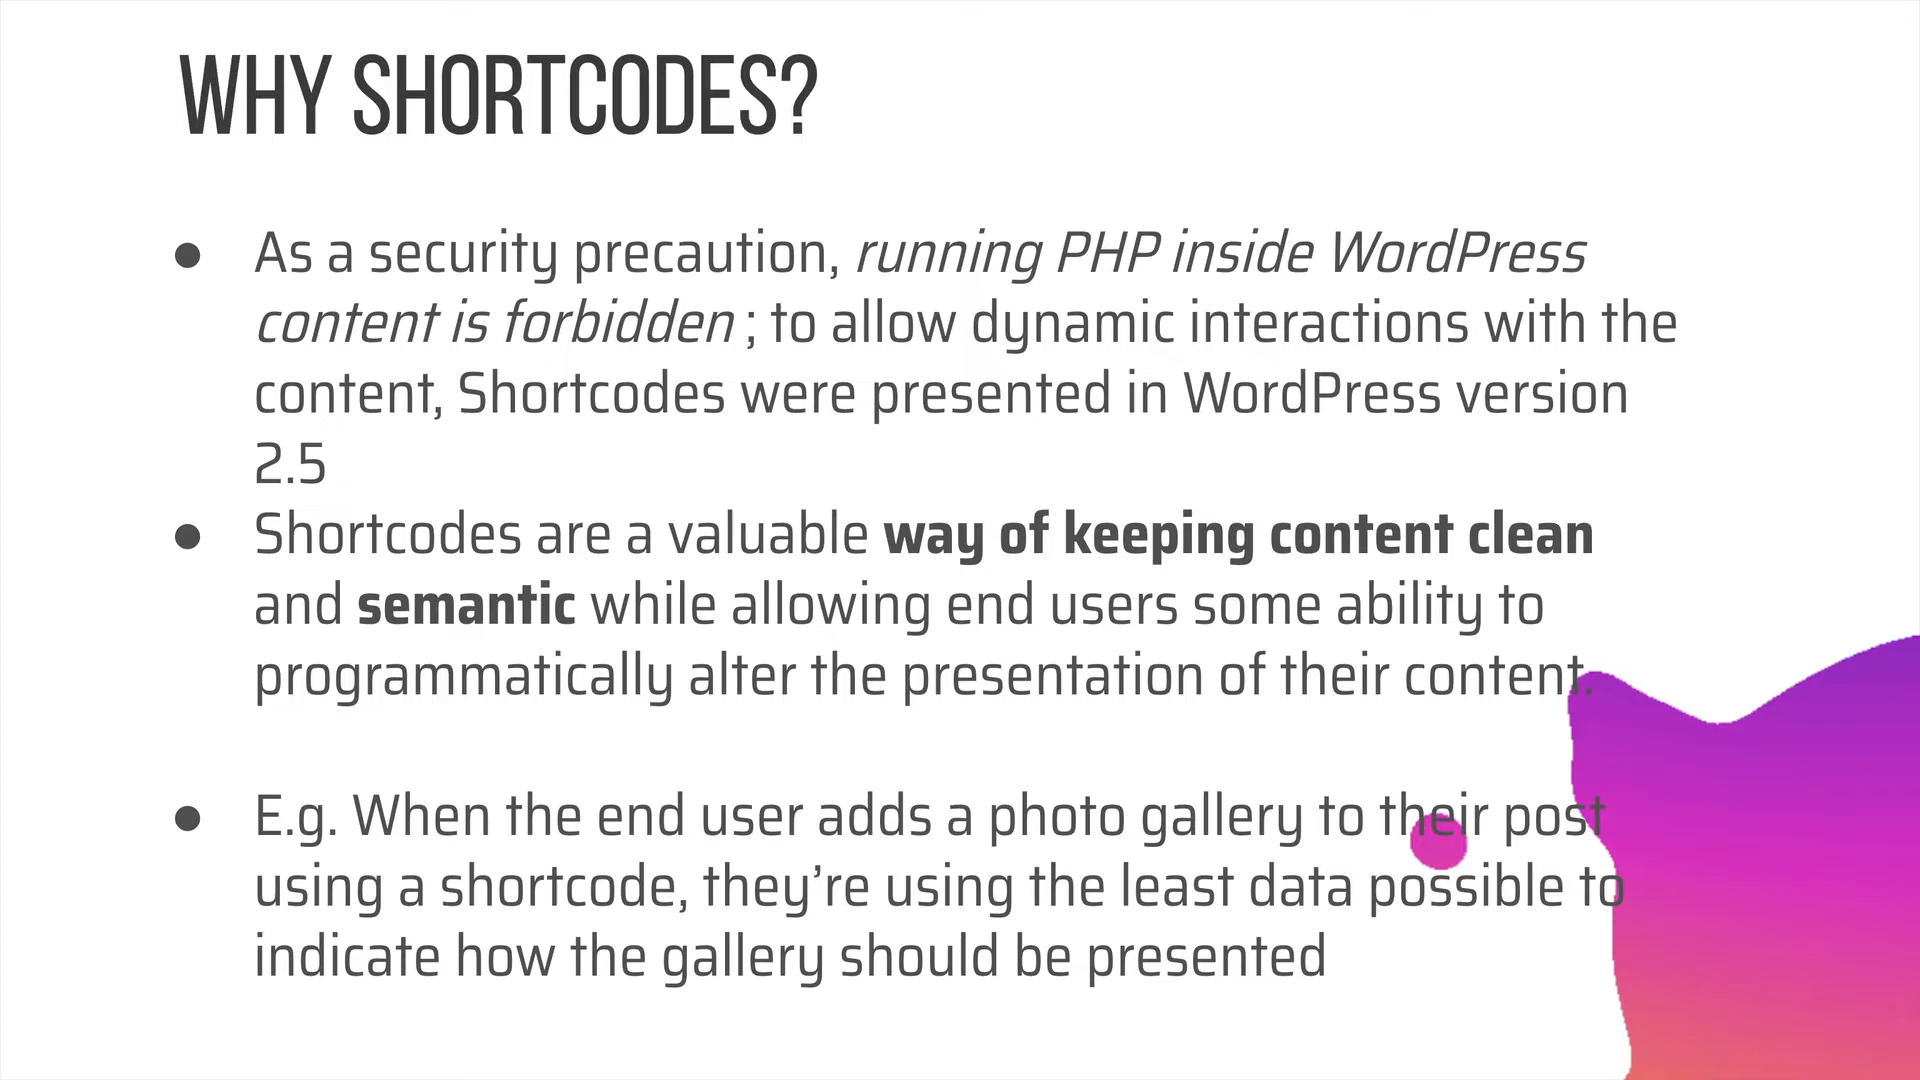 WHY SHORTCODES?
● As a security precaution, running PHP inside WordPress
content is forbidden ; to allow dynamic interactions with the
content, Shortcodes were presented in WordPress version
2.5
● Shortcodes are a valuable way of keeping content clean
and semantic while allowing end users some ability to
programmatically alter the presentation of their content.
● E.g. When the end user adds a photo gallery to their post
using a shortcode, they’re using the least data possible to
indicate how the gallery should be presented